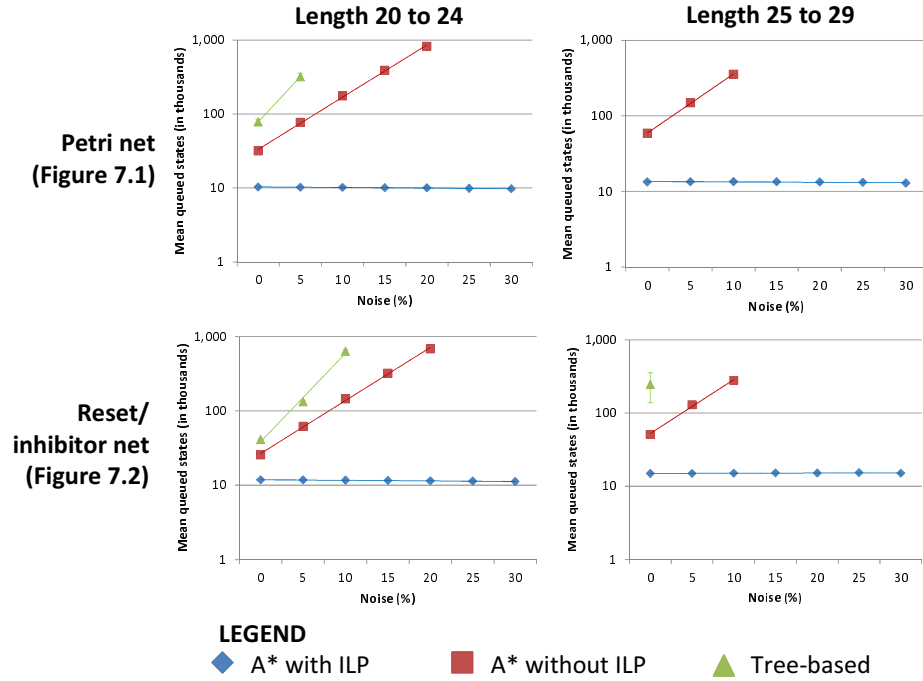 Length 20 to 24
Length 25 to 29
Petri net
(Figure 7.1)
Mean queued states (in thousands)
1,000
100
10
1
0 5 10 15 20 25 30
Noise (%)
Mean queued states (in thousands)
1,000
100
10
1
0 5 10 15 20 25 30
Noise (%)
Reset/
inhibitor net
(Figure 7.2)
Mean queued states (in thousands)
1,000
100
10
1
0 5 10 15 20 25 30
Noise (%)
Mean queued states (in thousands)
1,000
100
10
1
0 5 10 15 20 25 30
Noise (%)
LEGEND
A* with ILP
A* without ILP
Tree-based